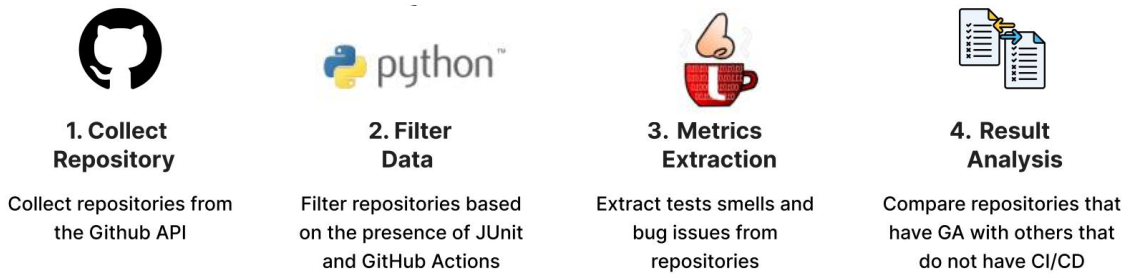 python™
1. Collect
Repository
Collect repositories from
the Github API
2. Filter
Data
Filter repositories based
on the presence of JUnit
and GitHub Actions
3. Metrics
Extraction
Extract tests smells and
bug issues from
repositories
4. Result
Analysis
Compare repositories that
have GA with others that
do not have CI/CD